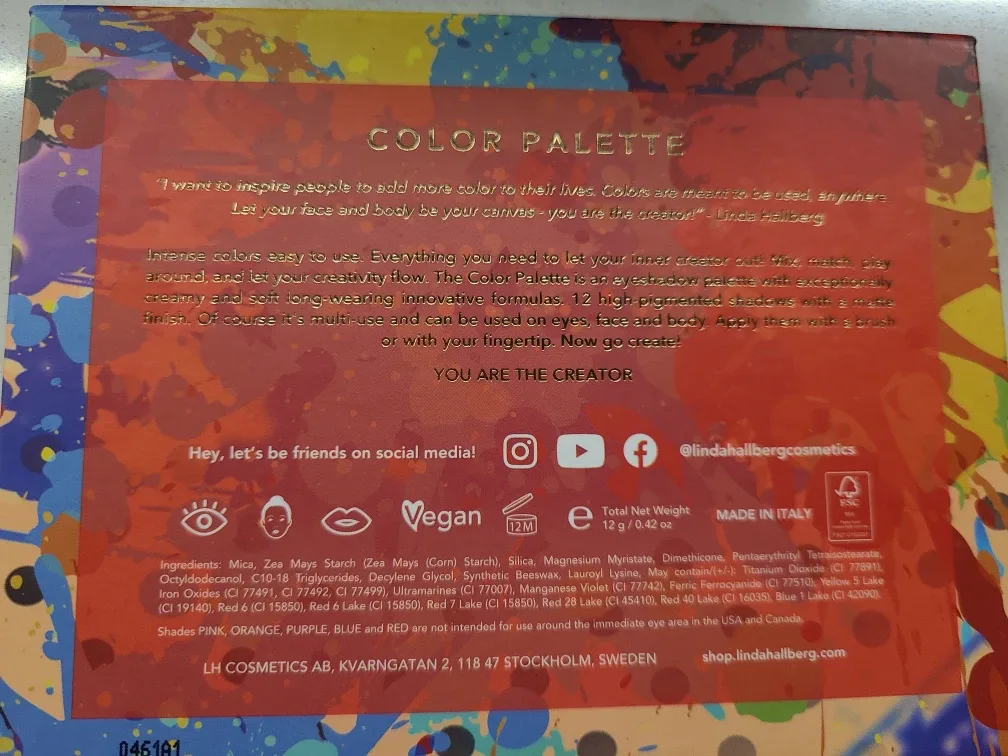 COLOR PALETTE
"I want to inspire people to add more color to their lives. Colors are meant to be used, anywhere
Let your face and body be your canvas - you are the creator!" - Linda Hallberg
Intense colors easy to use. Everything you need to let your inner creator out! Mix, match, play
around, and let your creativity flow. The Color Palette is an eyeshadow palette with exceptionally
creamy and soft long-wearing innovative formulas. 12 high-pigmented shadows with a matte
finish. Of course it's multi-use and can be used on eyes, face and body. Apply them with a brush
or with your fingertip. Now go create!
YOU ARE THE CREATOR
Hey, let's be friends on social media! @lindahallbergcosmetics
Vegan 12 M e Total Net Weight
12 g / 0.42 oz
MADE IN ITALY
FSC
Ingredients: Mica, Zea Mays Starch (Zea Mays (Corn) Starch), Silica, Magnesium Myristate, Dimethicone, Pentaerythrityl Tetraisostearate,
Octyldodecanol, C10-18 Triglycerides, Decylene Glycol, Synthetic Beeswax, Lauroyl Lysine, May contain/(+/-): Titanium Dioxide (CI 77891),
Iron Oxides (CI 77491, CI 77492, CI 77499), Ultramarines (CI 77007), Manganese Violet (CI 77742), Ferric Ferrocyanide (CI 77510), Yellow 5 Lake
(CI 19140), Red 6 (CI 15850), Red 6 Lake (CI 15850), Red 7 Lake (CI 15850), Red 28 Lake (CI 45410), Red 40 Lake (CI 16035), Blue 1 Lake (CI 42090).
Shades PINK, ORANGE, PURPLE, BLUE and RED are not intended for use around the immediate eye area in the USA and Canada.
LH COSMETICS AB, KVARNGATAN 2, 118 47 STOCKHOLM, SWEDEN shop.lindahallberg.com
0461A1